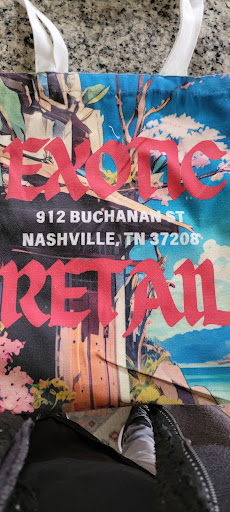 EXOTIC
912 BUCHANAN ST
NASHVILLE, TN 37208
RETAIL